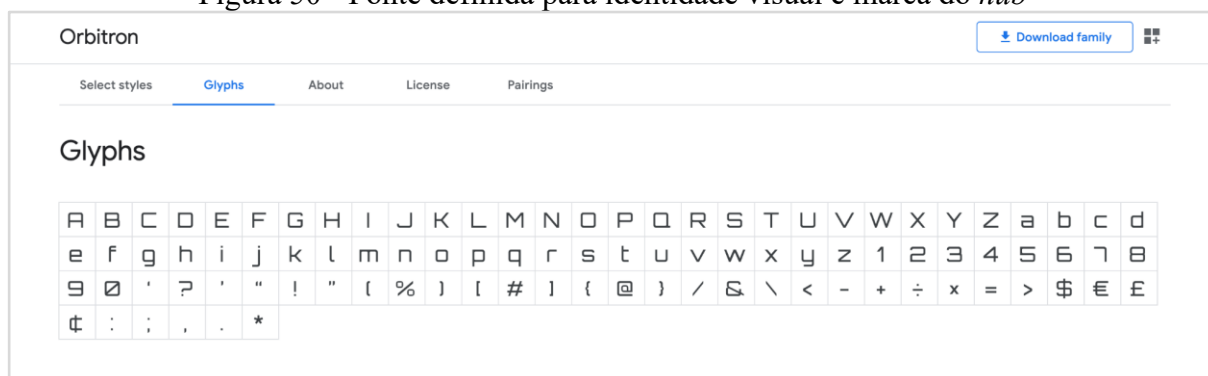 Figura 50 - Fonte definida para identidade visual e marca do hub
Orbitron
Download family
Select styles Glyphs About License Pairings
Glyphs
A B C D E F G H I J K L M N O P Q R S T U V W X Y Z a b c d
e f g h i j k l m n o p q r s t u v w x y z 1 2 3 4 5 6 7 8
9 0 ‘ ? ’ “ ! ” ( % ) [ # ] { @ } / & \ < - + ÷ x = > $ € £
¢ : ; , . *